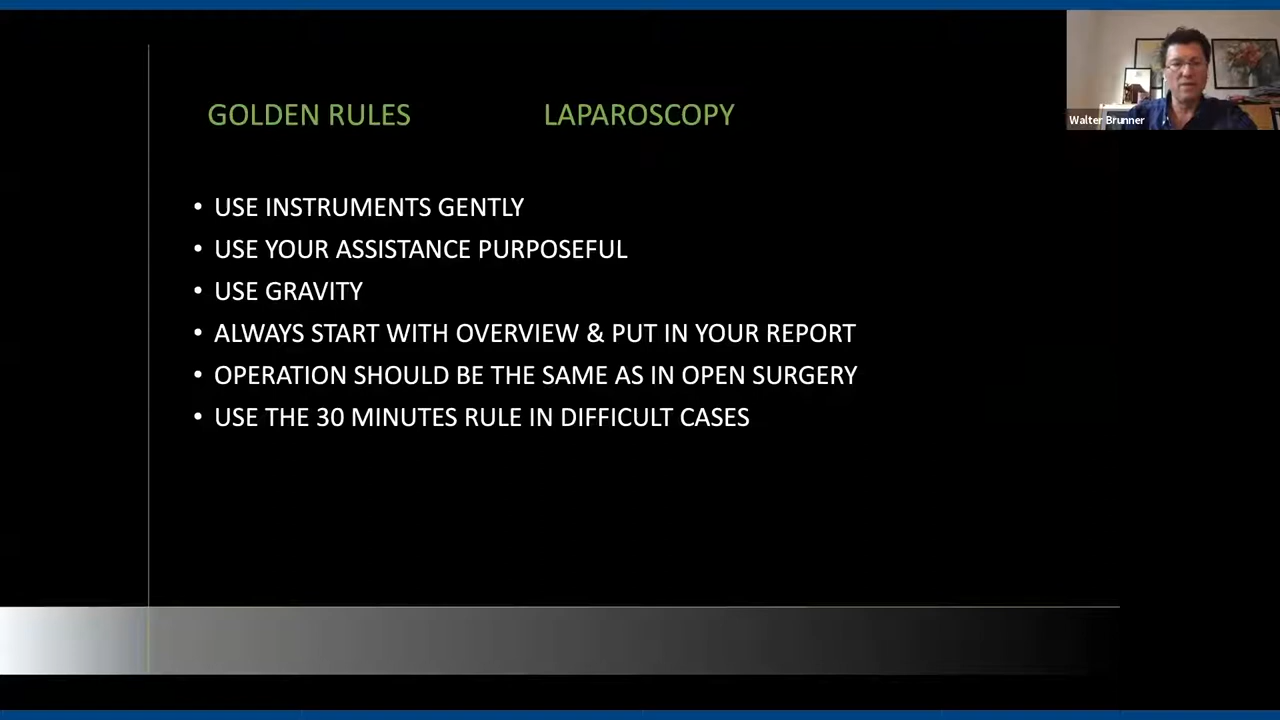 GOLDEN RULES LAPAROSCOPY
Walter Brunner
• USE INSTRUMENTS GENTLY
• USE YOUR ASSISTANCE PURPOSEFUL
• USE GRAVITY
• ALWAYS START WITH OVERVIEW & PUT IN YOUR REPORT
• OPERATION SHOULD BE THE SAME AS IN OPEN SURGERY
• USE THE 30 MINUTES RULE IN DIFFICULT CASES